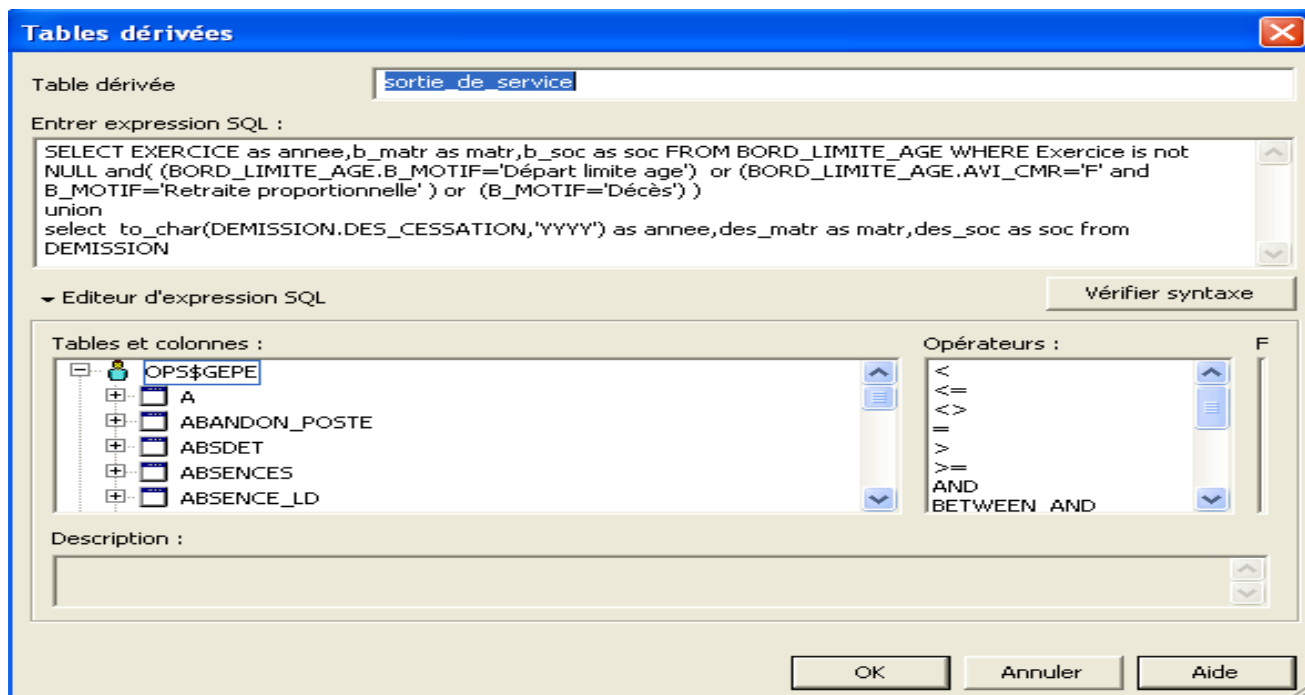 Tables dérivées
Table dérivée
sortie_de_service
Entrer expression SQL :
SELECT EXERCICE as annee,b_matr as matr,b_soc as soc FROM BORD_LIMITE_AGE WHERE Exercice is not
NULL and( (BORD_LIMITE_AGE.B_MOTIF='Départ limite age') or (BORD_LIMITE_AGE.AVI_CMR='F' and
B_MOTIF='Retraite proportionnelle' ) or (B_MOTIF='Décès') )
union
select to_char(DEMISSION.DES_CESSATION,'YYYY') as annee,des_matr as matr,des_soc as soc from
DEMISSION
Editeur d'expression SQL
Vérifier syntaxe
Tables et colonnes :
Opérateurs :
F
OPS$GEPE
A
ABANDON_POSTE
ABSDET
ABSENCES
ABSENCE_LD
<
<=
<>
=
>
>=
AND
BETWEEN AND
Description :
OK
Annuler
Aide